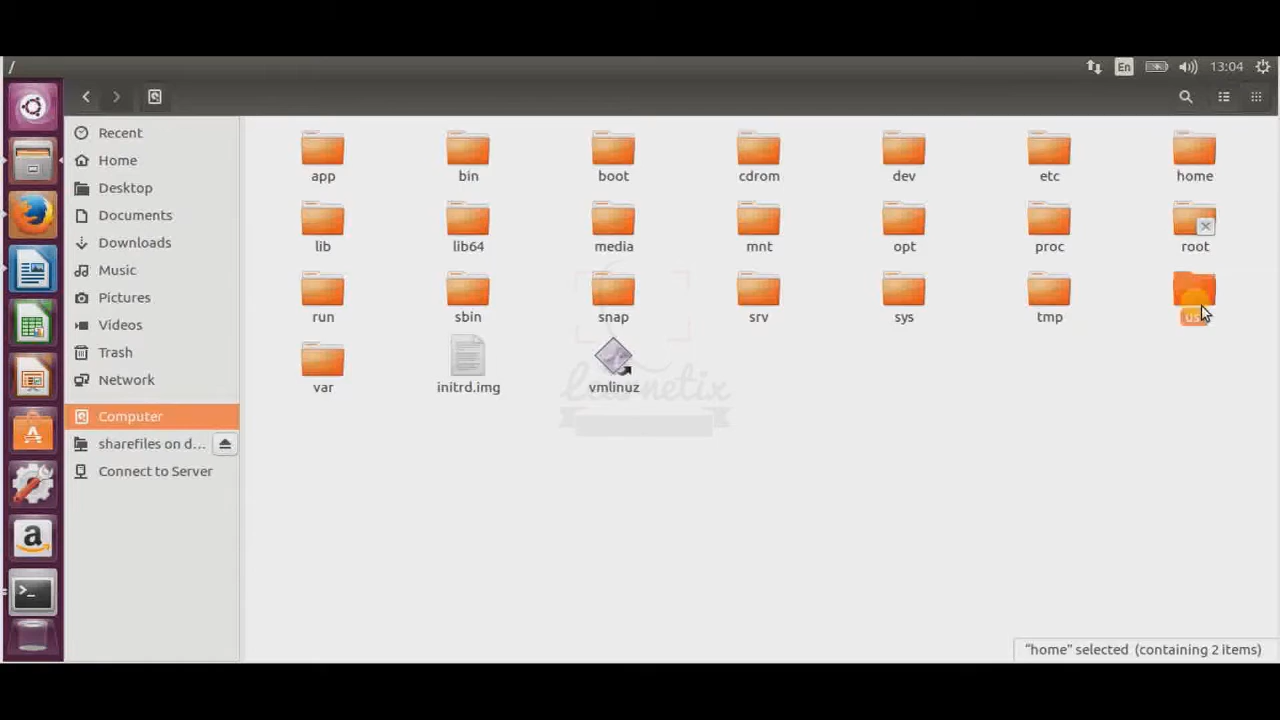 /
En
13:04
Recent
Home
Desktop
Documents
Downloads
Music
Pictures
Videos
Trash
Network
Computer
sharefiles on d...
Connect to Server
app bin boot cdrom dev etc home
lib lib64 media mnt opt proc root
run sbin snap srv sys tmp
var initrd.img vmlinuz
a
>_
"home" selected (containing 2 items)